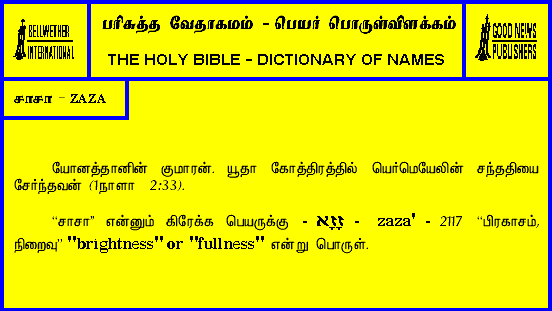 BELLWETHER
INTERNATIONAL
பரிசுத்த வேதாகமம் - பெயர் பொருள்விளக்கம்
THE HOLY BIBLE - DICTIONARY OF NAMES
GOOD NEWS
PUBLISHERS
சாசா - ZAZA
யோனத்தானின் குமாரன். யூதா கோத்திரத்தில் யெர்மெயேலின் சந்ததியை
சேர்ந்தவன் (1நாளா 2:33).
“சாசா” என்னும் கிரேக்க பெயருக்கு - זָזָא - zaza' - 2117 “பிரகாசம்,
நிறைவு” "brightness" or "fullness" என்று பொருள்.